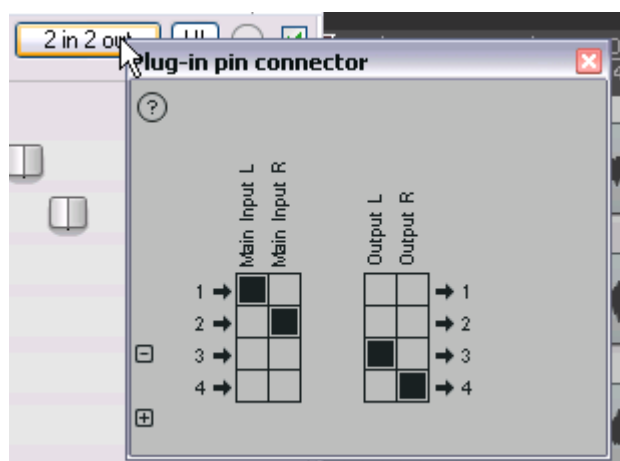 2 in 2 out
UI
Plug-in pin connector
?
Main Input L
Main Input R
Output L
Output R
1
1
2
2
3
3
4
4